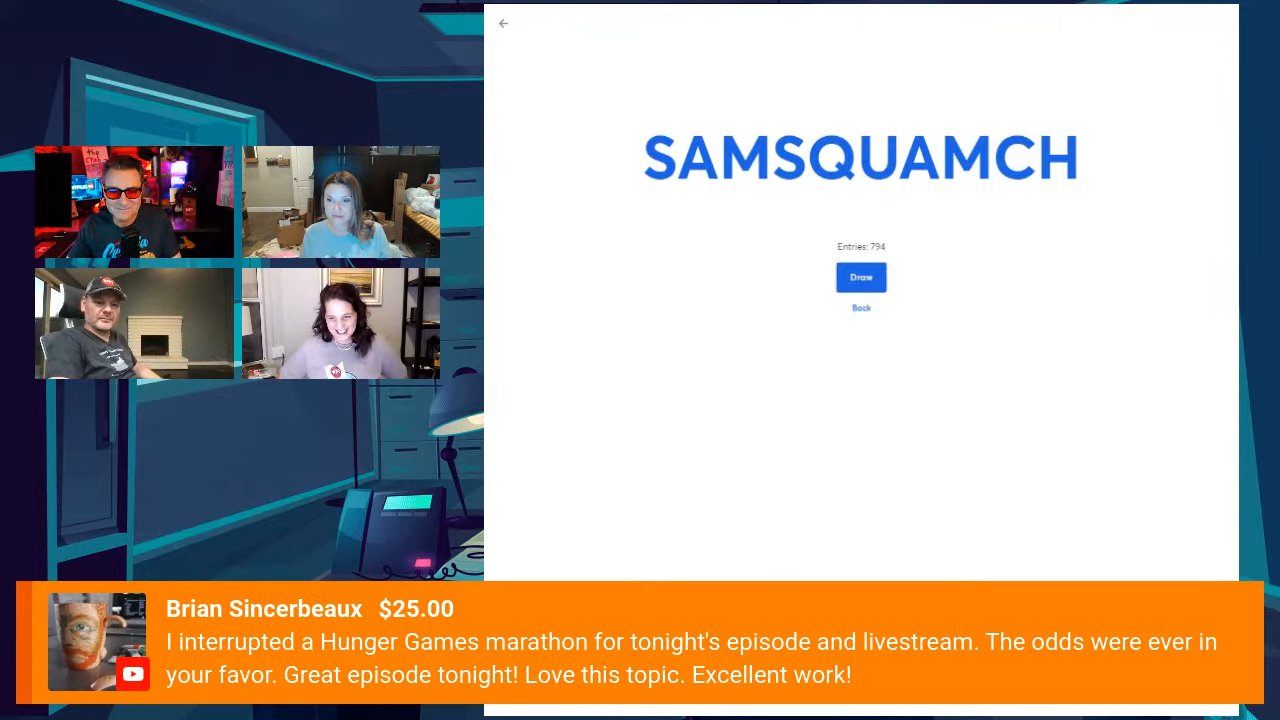 SAMSQUAMCH
Entries: 794
Draw
Back
Brian Sincerbeaux $25.00
I interrupted a Hunger Games marathon for tonight's episode and livestream. The odds were ever in
your favor. Great episode tonight! Love this topic. Excellent work!